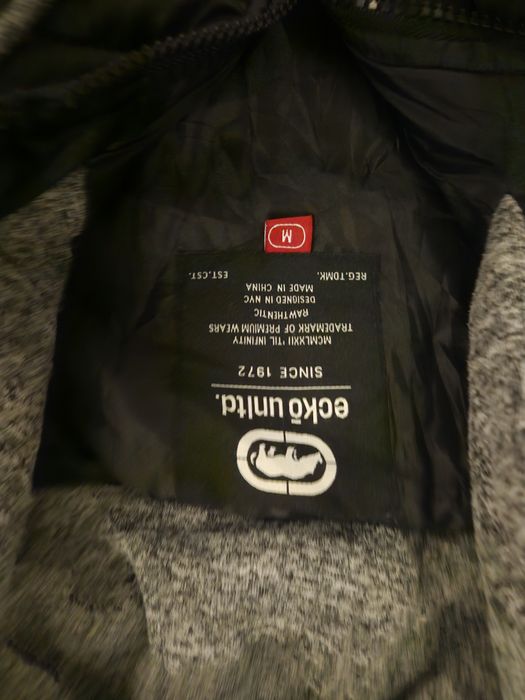 eckō unltd.
SINCE 1972
MCMLXXII 'TIL INFINITY
TRADEMARK OF PREMIUM WEARS
RAWTHENTIC
DESIGNED IN NYC
MADE IN CHINA
REG.TDMK. EST.CST.
M